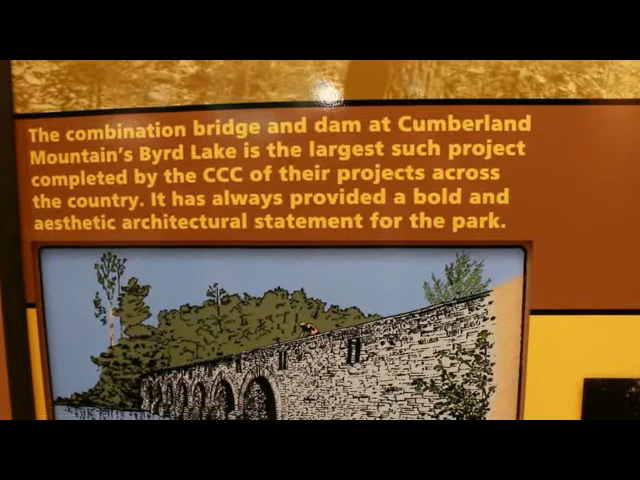 The combination bridge and dam at Cumberland
Mountain's Byrd Lake is the largest such project
completed by the CCC of their projects across
the country. It has always provided a bold and
aesthetic architectural statement for the park.